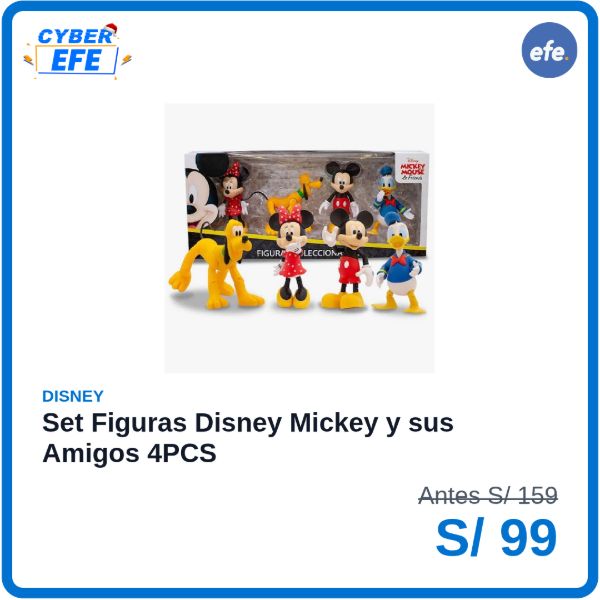 CYBER
EFE
efe.
Disney
MICKEY
MOUSE
& Friends
DISNEY
Set Figuras Disney Mickey y sus
Amigos 4PCS
Antes S/ 159
S/ 99